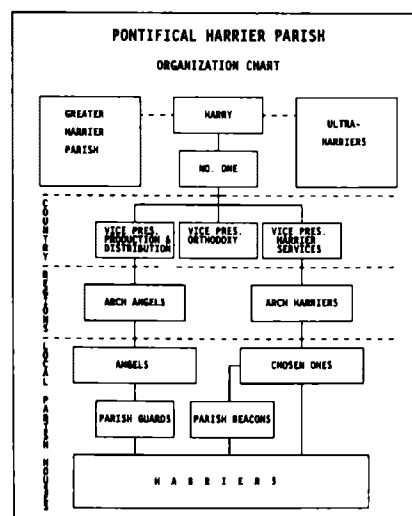 PONTIFICAL HARRIER PARISH
ORGANIZATION CHART
GREATER
HARRIER
PARISH
HARRY
ULTRA-
HARRIERS
NO. ONE
COUNTRY
VICE PRES.
PRODUCTION &
DISTRIBUTION
VICE PRES.
ORTHODOXY
VICE PRES.
HARRIER
SERVICES
REGIONS
ARCH ANGELS
ARCH HARRIERS
LOCAL PARISH HOUSES
ANGELS
CHOSEN ONES
PARISH GUARDS
PARISH BEACONS
H A R R I E R S